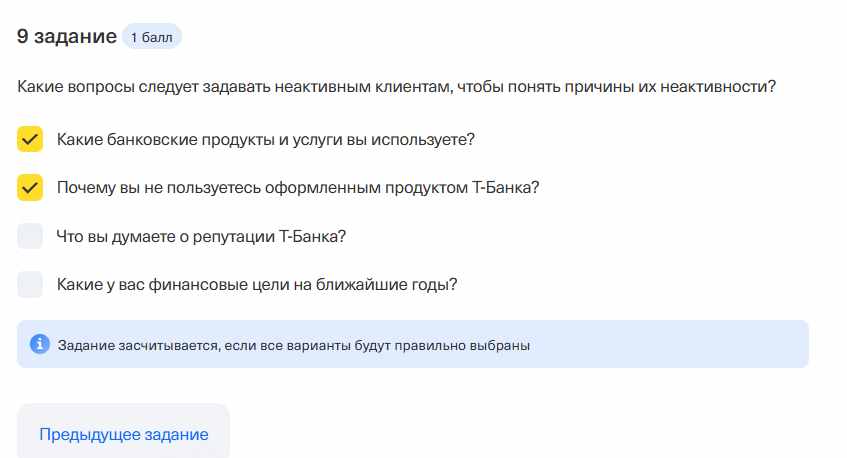 9 задание 1 балл
Какие вопросы следует задавать неактивным клиентам, чтобы понять причины их неактивности?
Какие банковские продукты и услуги вы используете?
Почему вы не пользуетесь оформленным продуктом Т-Банка?
Что вы думаете о репутации Т-Банка?
Какие у вас финансовые цели на ближайшие годы?
Задание засчитывается, если все варианты будут правильно выбраны
Предыдущее задание